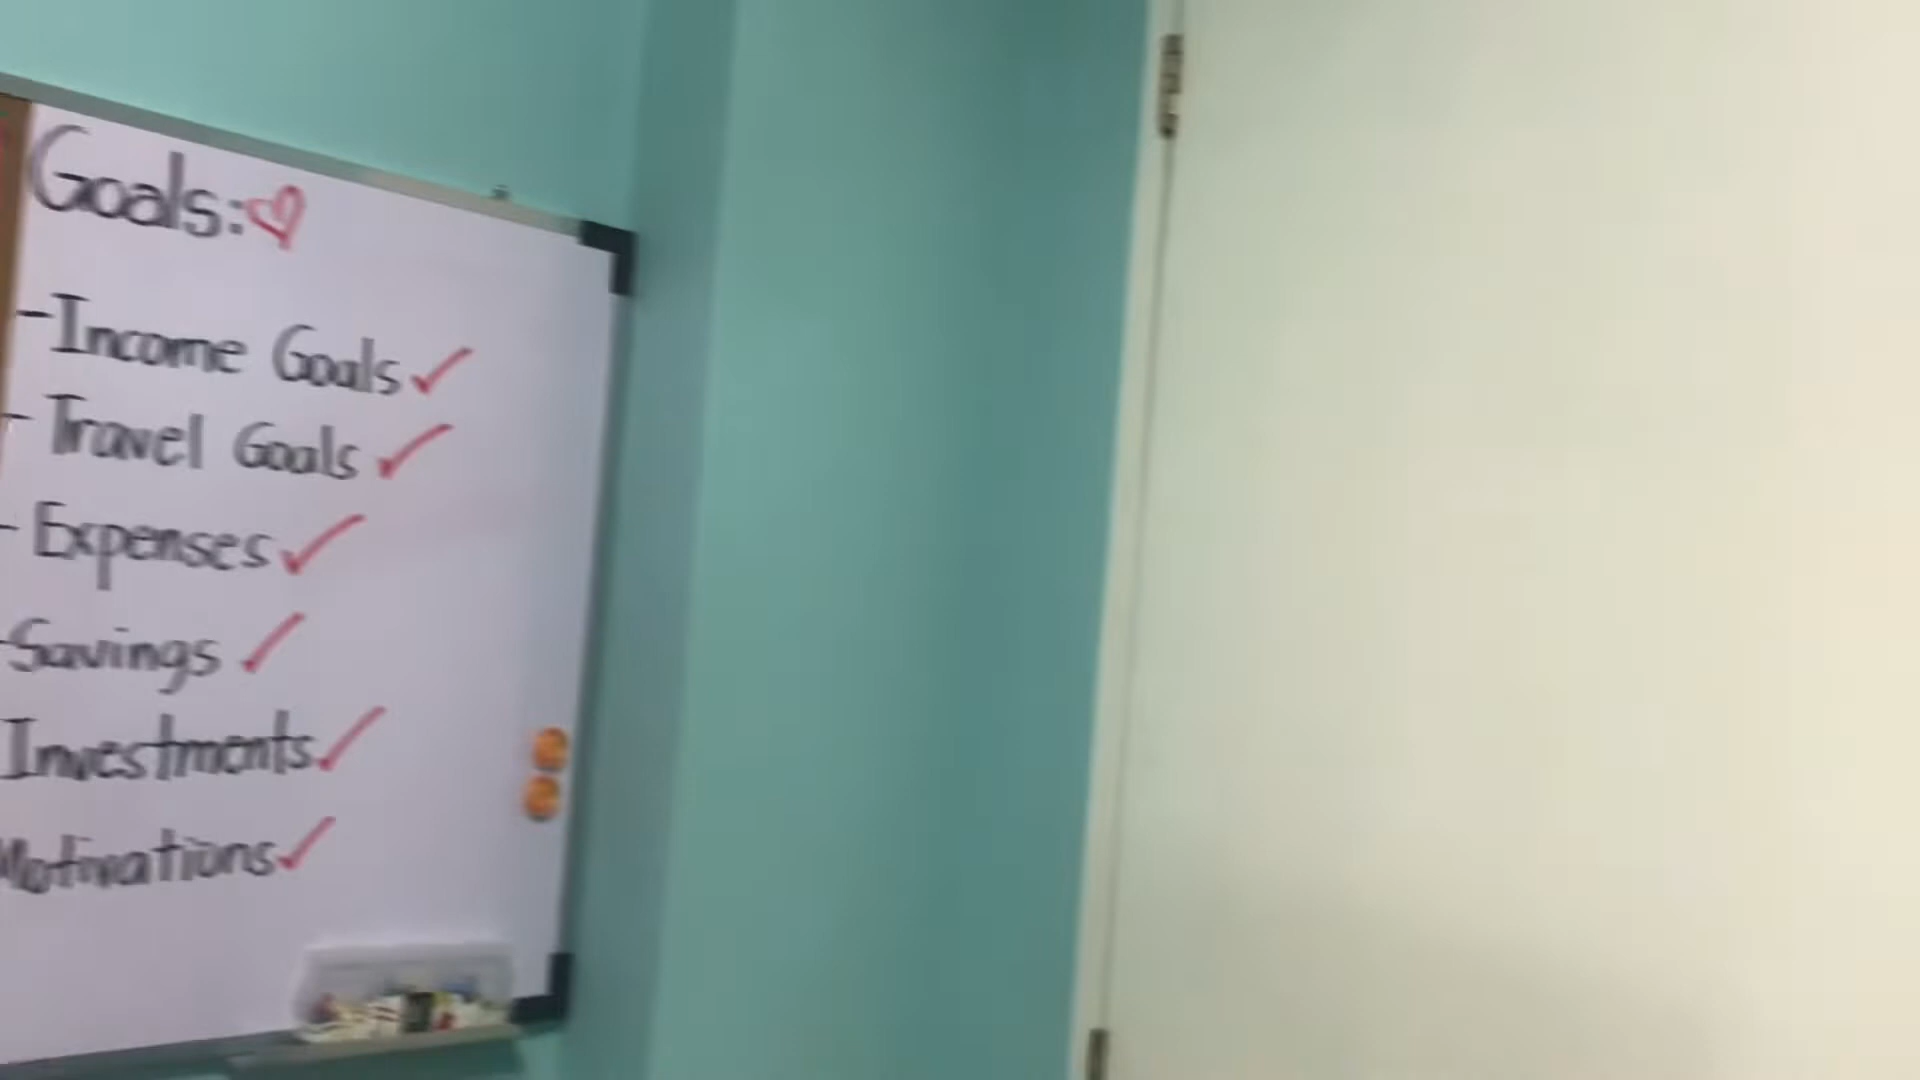 Goals:♡
-Income Goals✓
- Travel Goals ✓
- Expenses ✓
-Savings ✓
Investments✓
Motivations✓